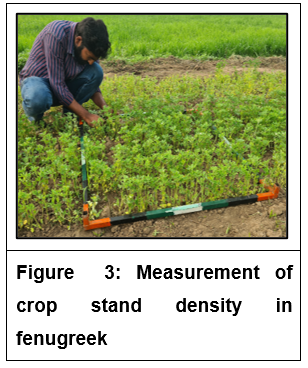 Figure 3: Measurement of
crop stand density in
fenugreek